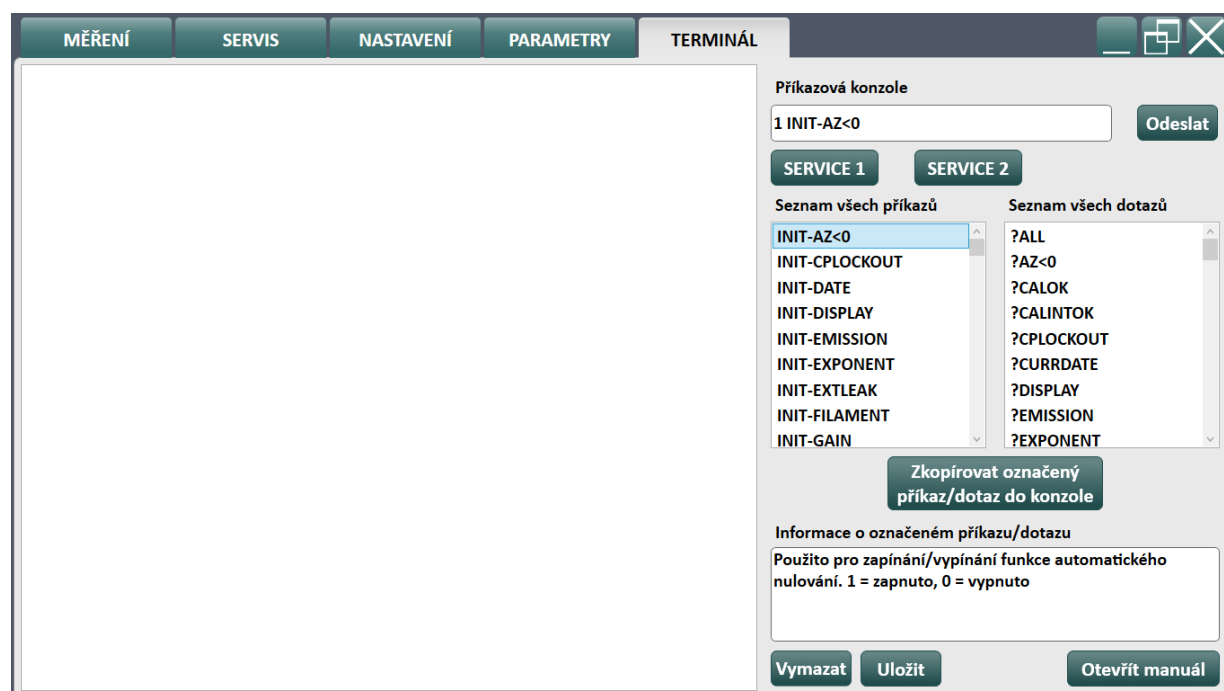 MĚŘENÍ SERVIS NASTAVENÍ PARAMETRY TERMINÁL
Příkazová konzole
1 INIT-AZ<0
Odeslat
SERVICE 1 SERVICE 2
Seznam všech příkazů
INIT-AZ<0
INIT-CPLOCKOUT
INIT-DATE
INIT-DISPLAY
INIT-EMISSION
INIT-EXPONENT
INIT-EXTLEAK
INIT-FILAMENT
INIT-GAIN
Seznam všech dotazů
?ALL
?AZ<0
?CALOK
?CALINTOK
?CPLOCKOUT
?CURRDATE
?DISPLAY
?EMISSION
?EXPONENT
Zkopírovat označený
příkaz/dotaz do konzole
Informace o označeném příkazu/dotazu
Použito pro zapínání/vypínání funkce automatického
nulování. 1 = zapnuto, 0 = vypnuto
Vymazat Uložit Otevřít manuál